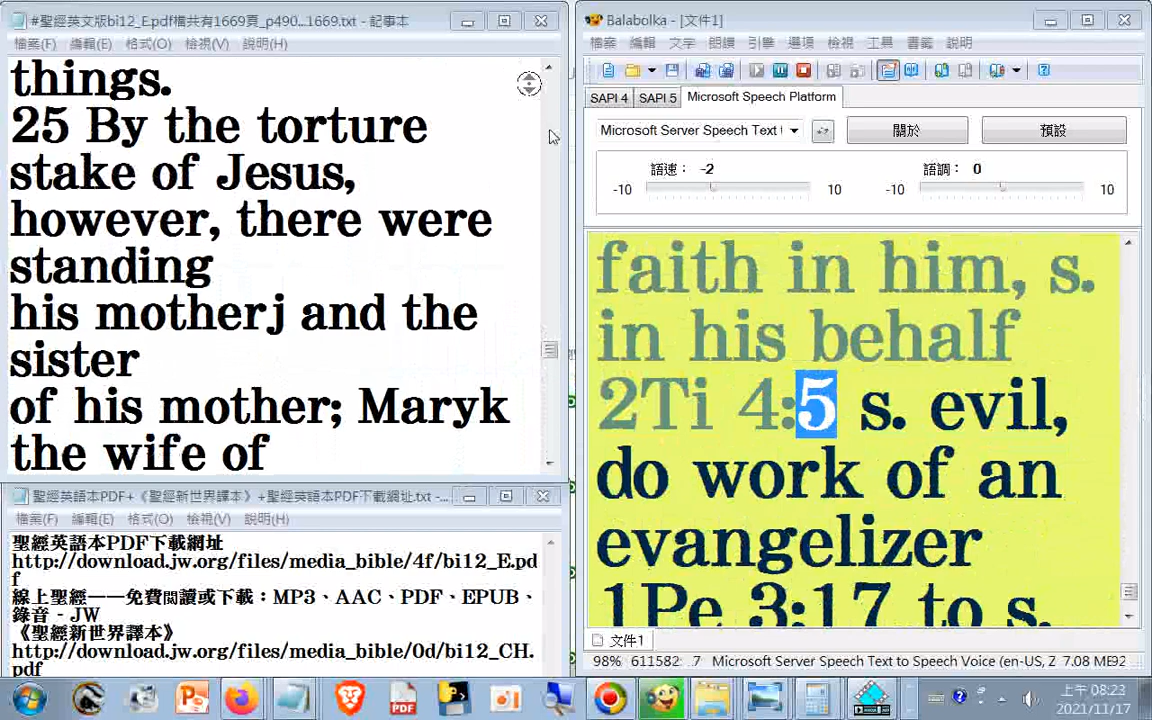 #聖經英文版bi12_E.pdf檔共有1669頁_p490...1669.txt - 記事本
檔案(F) 編輯(E) 格式(O) 檢視(V) 說明(H)
things.
25 By the torture
stake of Jesus,
however, there were
standing
his motherj and the
sister
of his mother; Maryk
the wife of
聖經英語本PDF+《聖經新世界譯本》+聖經英語本PDF下載網址.txt -...
檔案(F) 編輯(E) 格式(O) 檢視(V) 說明(H)
聖經英語本PDF下載網址
http://download.jw.org/files/media_bible/4f/bi12_E.pd
f
線上聖經——免費閱讀或下載：MP3、AAC、PDF、EPUB、
錄音 - JW
《聖經新世界譯本》
http://download.jw.org/files/media_bible/0d/bi12_CH.
pdf
Balabolka - [文件1]
檔案 編輯 文字 朗讀 引擎 選項 檢視 工具 書籤 說明
SAPI 4 SAPI 5 Microsoft Speech Platform
Microsoft Server Speech Text 關於 預設
語速： -2 語調： 0
-10 10 -10 10
faith in him, s.
in his behalf
2Ti 4:5 s. evil,
do work of an
evangelizer
1Pe 3:17 to s.
文件1
98% 611582: .7 Microsoft Server Speech Text to Speech Voice (en-US, Z 7.08 ME92
PDF
上午 08:23
2021/11/17